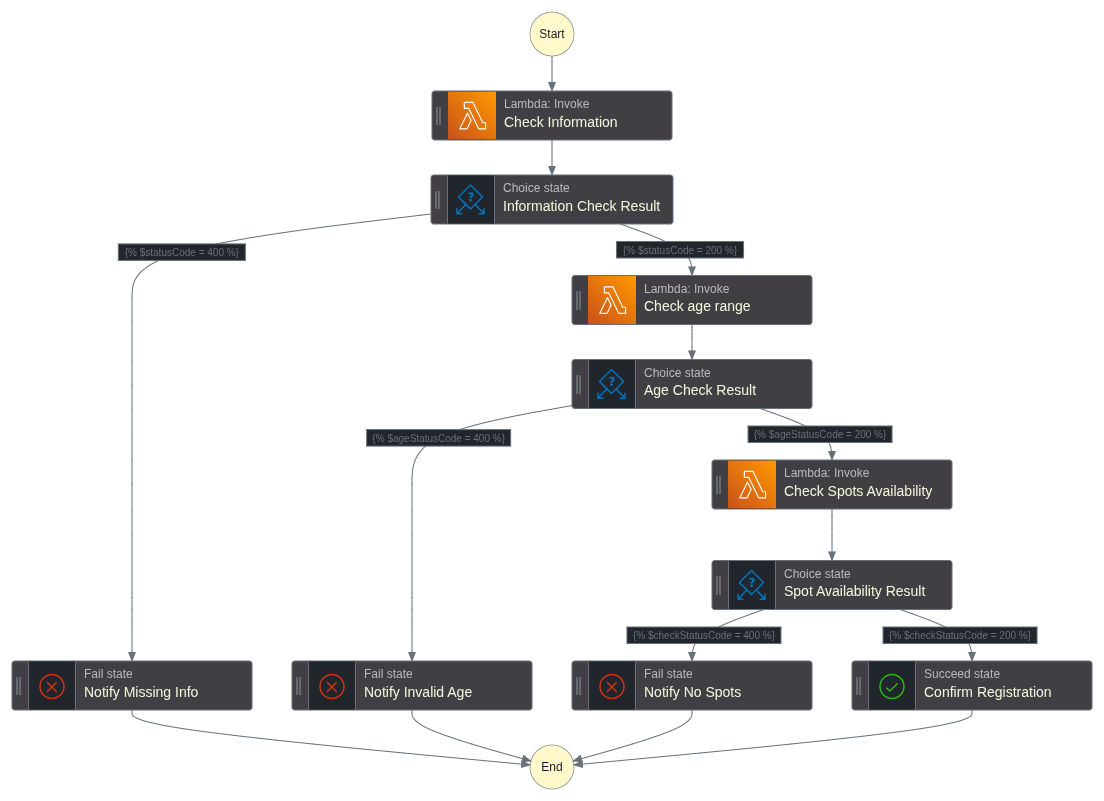 Start
Lambda: Invoke
Check Information
Choice state
Information Check Result
{% $statusCode = 400 %}
{% $statusCode = 200 %}
Lambda: Invoke
Check age range
Choice state
Age Check Result
{% $ageStatusCode = 400 %}
{% $ageStatusCode = 200 %}
Lambda: Invoke
Check Spots Availability
Choice state
Spot Availability Result
{% $checkStatusCode = 400 %}
{% $checkStatusCode = 200 %}
Fail state
Notify Missing Info
Fail state
Notify Invalid Age
Fail state
Notify No Spots
Succeed state
Confirm Registration
End